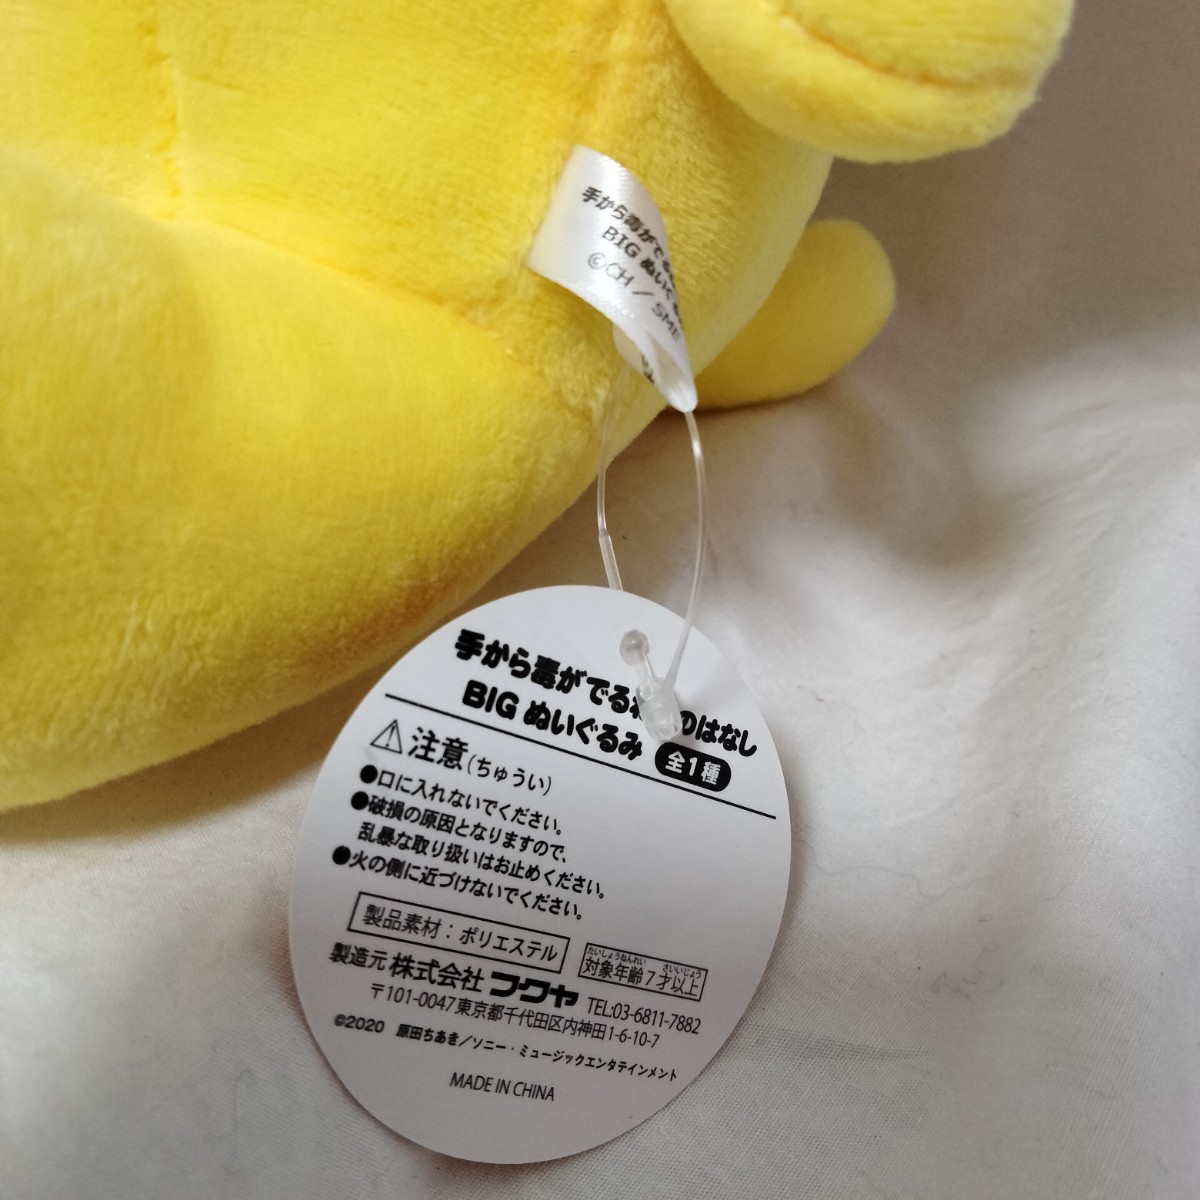 手から毒がでる
BIG ぬいぐ
©CH / SME
手から毒がでる のはなし
BIG ぬいぐるみ 全1種
⚠注意(ちゅうい)
●口に入れないでください。
●破損の原因となりますので、
乱暴な取り扱いはお止めください。
●火の側に近づけないでください。
製品素材：ポリエステル
たいしょうねんれい さいいじょう
対象年齢7才以上
製造元 株式会社 フクヤ TEL:03-6811-7882
〒101-0047東京都千代田区内神田1-6-10-7
©2020 原田ちあき/ソニー・ミュージックエンタテインメント
MADE IN CHINA